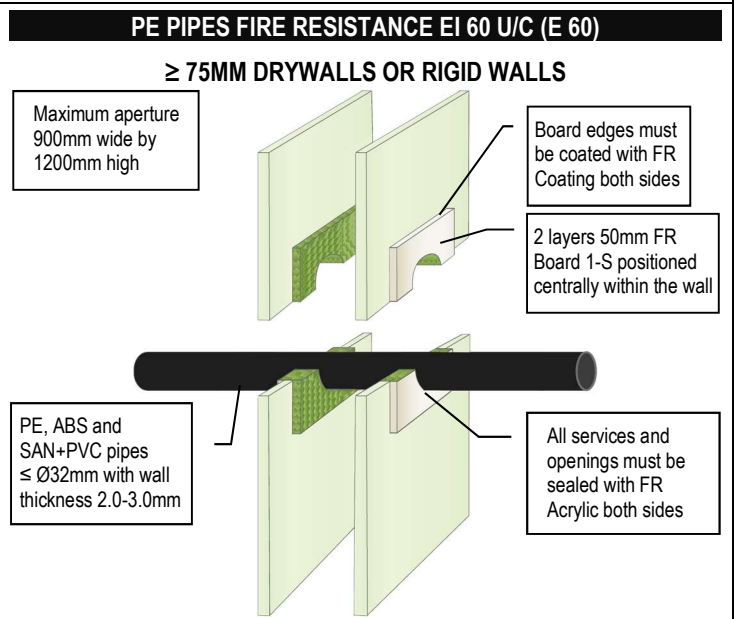 PE PIPES FIRE RESISTANCE EI 60 U/C (E 60)
≥ 75MM DRYWALLS OR RIGID WALLS
Maximum aperture
900mm wide by
1200mm high
Board edges must
be coated with FR
Coating both sides
2 layers 50mm FR
Board 1-S positioned
centrally within the wall
PE, ABS and
SAN+PVC pipes
≤ Ø32mm with wall
thickness 2.0-3.0mm
All services and
openings must be
sealed with FR
Acrylic both sides